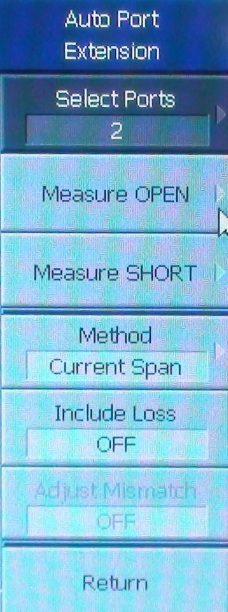 Auto Port
Extension
Select Ports
2
Measure OPEN
Measure SHORT
Method
Current Span
Include Loss
OFF
Adjust Mismatch
OFF
Return